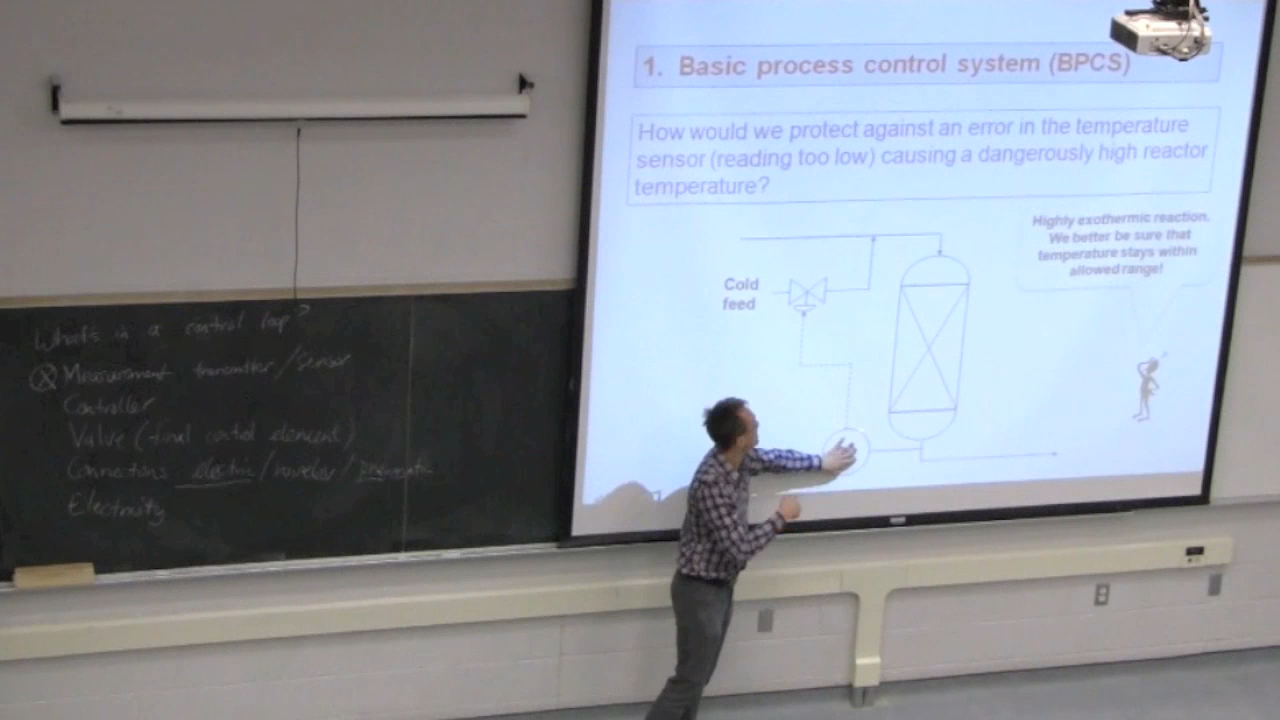 What's in a control loop?
Measurement transmitter/sensor
Controller
Valve (final control element)
Connections electric/wireless/pneumatic
Electricity
1. Basic process control system (BPCS)
How would we protect against an error in the temperature
sensor (reading too low) causing a dangerously high reactor
temperature?
Highly exothermic reaction.
We better be sure that
temperature stays within
allowed range!
Cold
feed